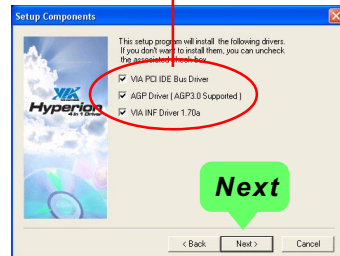 Setup Components
This setup program will install the following drivers.
If you don't want to install them, you can uncheck
the associated check box.
VIA PCI IDE Bus Driver
AGP Driver ( AGP3.0 Supported )
VIA INF Driver 1.70a
VIA
Hyperion
4 in 1 Driver
Next
< Back
Next >
Cancel